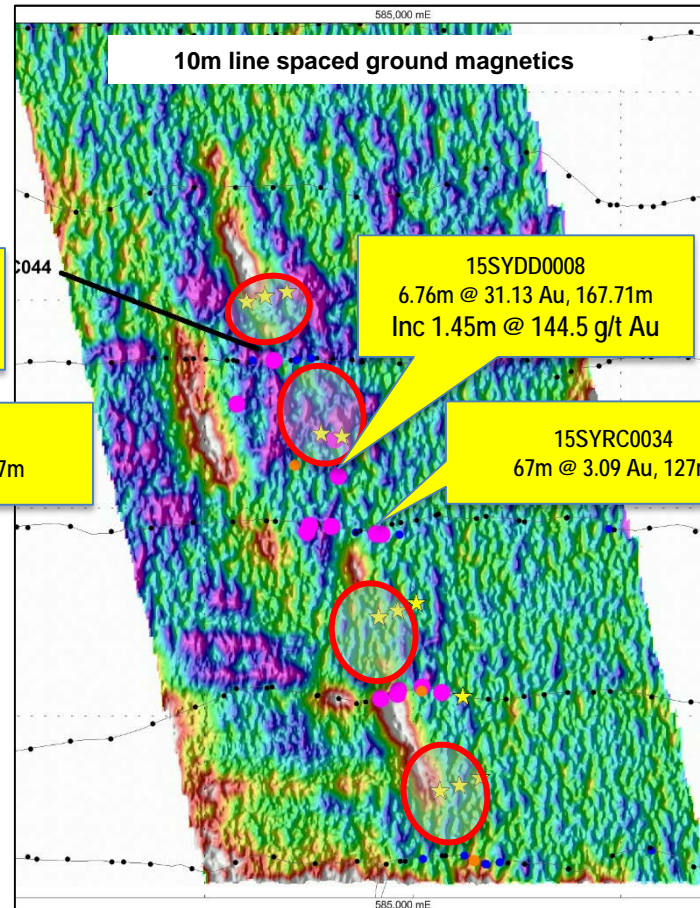 585,000 mE
10m line spaced ground magnetics
C044
15SYDD0008
6.76m @ 31.13 Au, 167.71m
Inc 1.45m @ 144.5 g/t Au
7m
15SYRC0034
67m @ 3.09 Au, 127m
585,000 mE